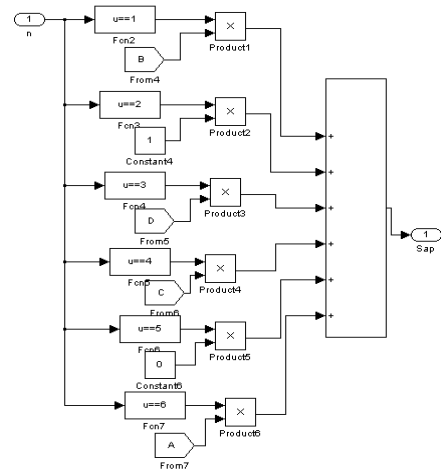 1
n
u==1
Fcn2
B
From4
×
Product1
u==2
Fcn3
1
Constant4
×
Product2
u==3
Fcn4
D
From5
×
Product3
u==4
Fcn5
C
From6
×
Product4
u==5
Fcn6
0
Constant6
×
Product5
u==6
Fcn7
A
From7
×
Product6
+
+
+
+
+
+
1
Sap